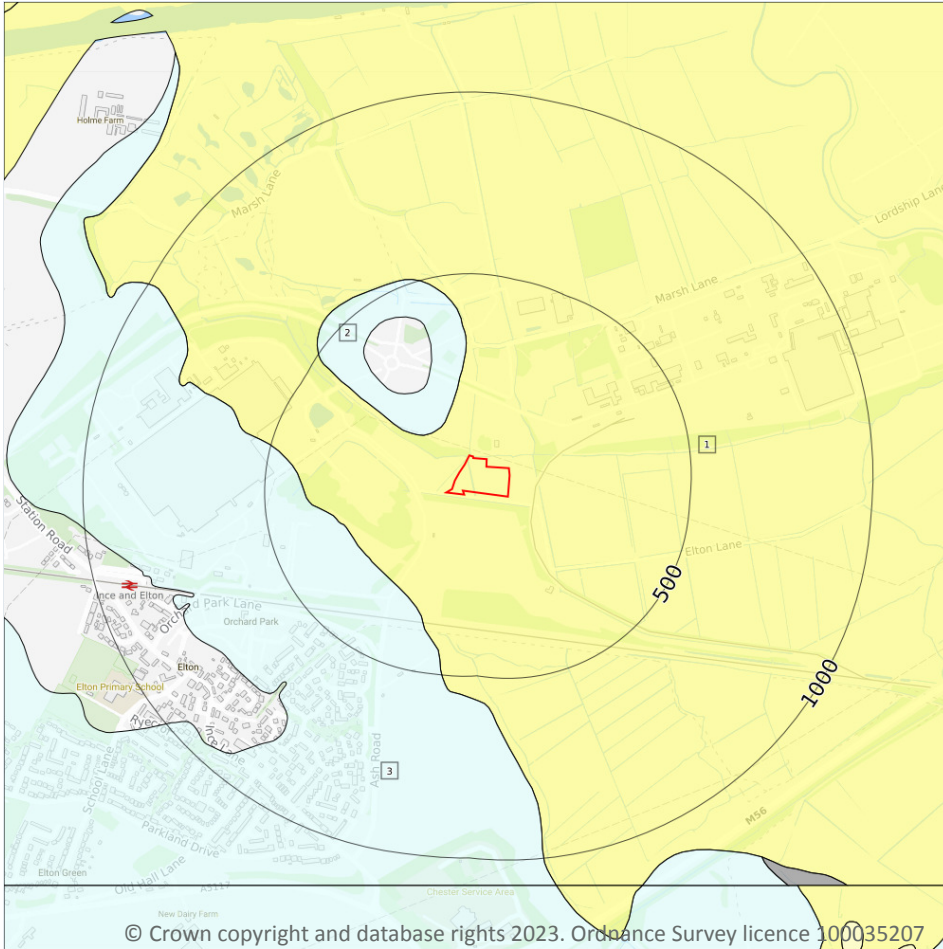 Holme Farm
Marsh Lane
Lordship Lane
Marsh Lane
2
1
Station Road
Elton Lane
500
Ince and Elton
Orchard Park Lane
Orchard Park
Elton
1000
Elton Primary School
Ince Lane
Ash Road
3
School Lane
M56
Parkland Drive
Elton Green
Old Hall Lane
A5117
Chester Service Area
New Dairy Farm
© Crown copyright and database rights 2023. Ordnance Survey licence 100035207